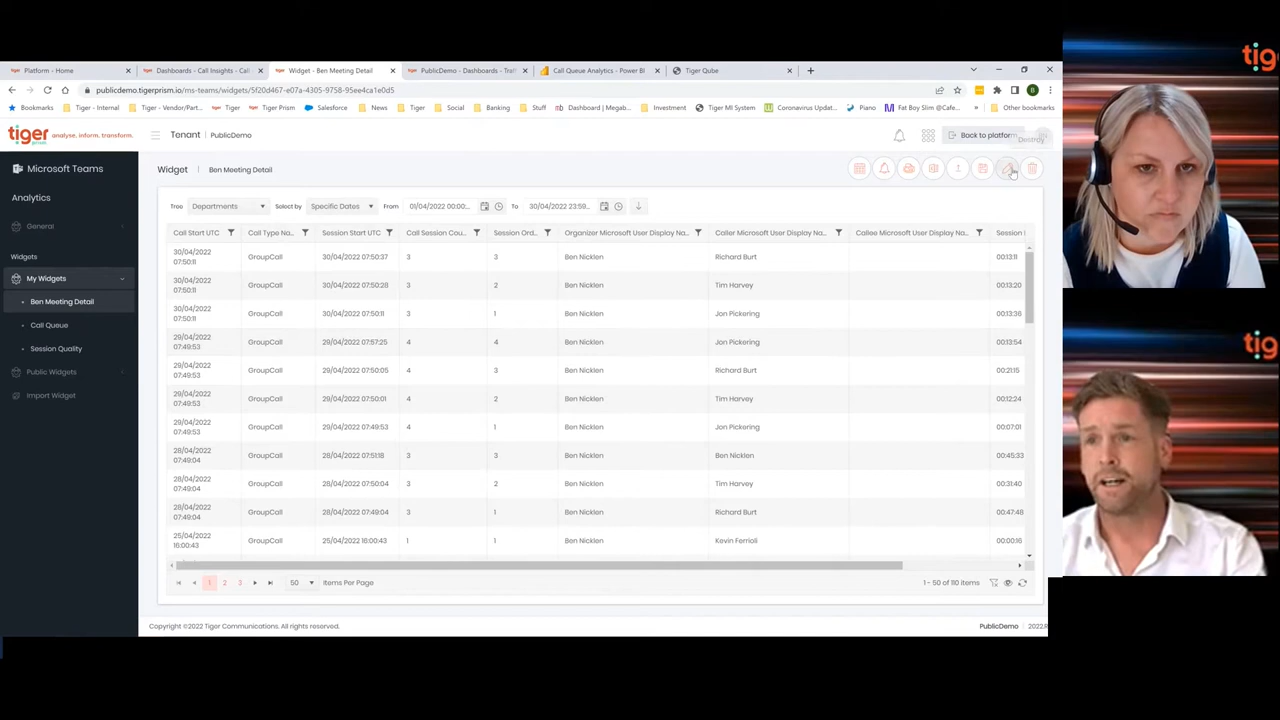 Platform - Home
Dashboards - Call Insights - Call
Widget - Ben Meeting Detail
PublicDemo - Dashboards - Traf
Call Queue Analytics - Power BI
Tiger Qube
publicdemo.tigerprism.io/ms-teams/widgets/5f20d467-e07a-4305-9758-95ee4ca1e0d5
Bookmarks
Tiger - Internal
Tiger - Vendor/Part...
Tiger
Tiger Prism
Salesforce
News
Tiger
Social
Banking
Stuff
Dashboard | Megab...
Investment
Tiger MI System
Coronavirus Updat...
Piano
Fat Boy Slim @Cafe...
Other bookmarks
tiger prism
analyse. inform. transform.
Tenant
PublicDemo
Back to platform
Destroy
Microsoft Teams
Analytics
General
Widgets
My Widgets
Ben Meeting Detail
Call Queue
Session Quality
Public Widgets
Import Widget
Widget | Ben Meeting Detail
Tree Departments Select by Specific Dates From 01/04/2022 00:00... To 30/04/2022 23:59...
Call Start UTC Call Type Na... Session Start UTC Call Session Cou... Session Ord... Organizer Microsoft User Display Na... Caller Microsoft User Display Na... Callee Microsoft User Display Na... Session
30/04/2022 07:50:11 GroupCall 30/04/2022 07:50:37 3 3 Ben Nicklen Richard Burt 00:13:11
30/04/2022 07:50:11 GroupCall 30/04/2022 07:50:28 3 2 Ben Nicklen Tim Harvey 00:13:20
30/04/2022 07:50:11 GroupCall 30/04/2022 07:50:11 3 1 Ben Nicklen Jon Pickering 00:13:36
29/04/2022 07:49:53 GroupCall 29/04/2022 07:57:25 4 4 Ben Nicklen Jon Pickering 00:13:54
29/04/2022 07:49:53 GroupCall 29/04/2022 07:50:05 4 3 Ben Nicklen Richard Burt 00:21:15
29/04/2022 07:49:53 GroupCall 29/04/2022 07:50:01 4 2 Ben Nicklen Tim Harvey 00:12:24
29/04/2022 07:49:53 GroupCall 29/04/2022 07:49:53 4 1 Ben Nicklen Jon Pickering 00:07:01
28/04/2022 07:49:04 GroupCall 28/04/2022 07:51:18 3 3 Ben Nicklen Ben Nicklen 00:45:33
28/04/2022 07:49:04 GroupCall 28/04/2022 07:50:04 3 2 Ben Nicklen Tim Harvey 00:31:40
28/04/2022 07:49:04 GroupCall 28/04/2022 07:49:04 3 1 Ben Nicklen Richard Burt 00:47:48
25/04/2022 16:00:43 GroupCall 25/04/2022 16:00:43 1 1 Ben Nicklen Kevin Ferrioli 00:00:16
1 2 3 50 Items Per Page 1 - 50 of 110 items
Copyright ©2022 Tiger Communications. All rights reserved.
PublicDemo 2022.R
tig
tig